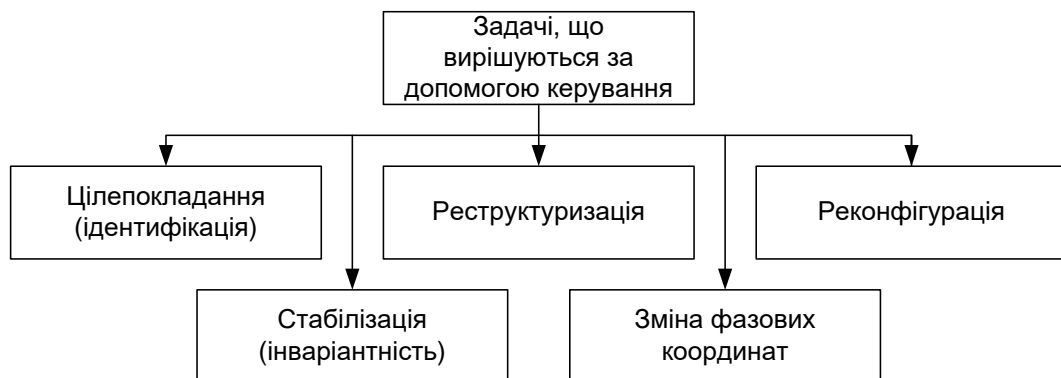 Задачі, що
вирішуються за
допомогою керування
Цілепокладання
(ідентифікація)
Реструктуризація
Реконфігурація
Стабілізація
(інваріантність)
Зміна фазових
координат